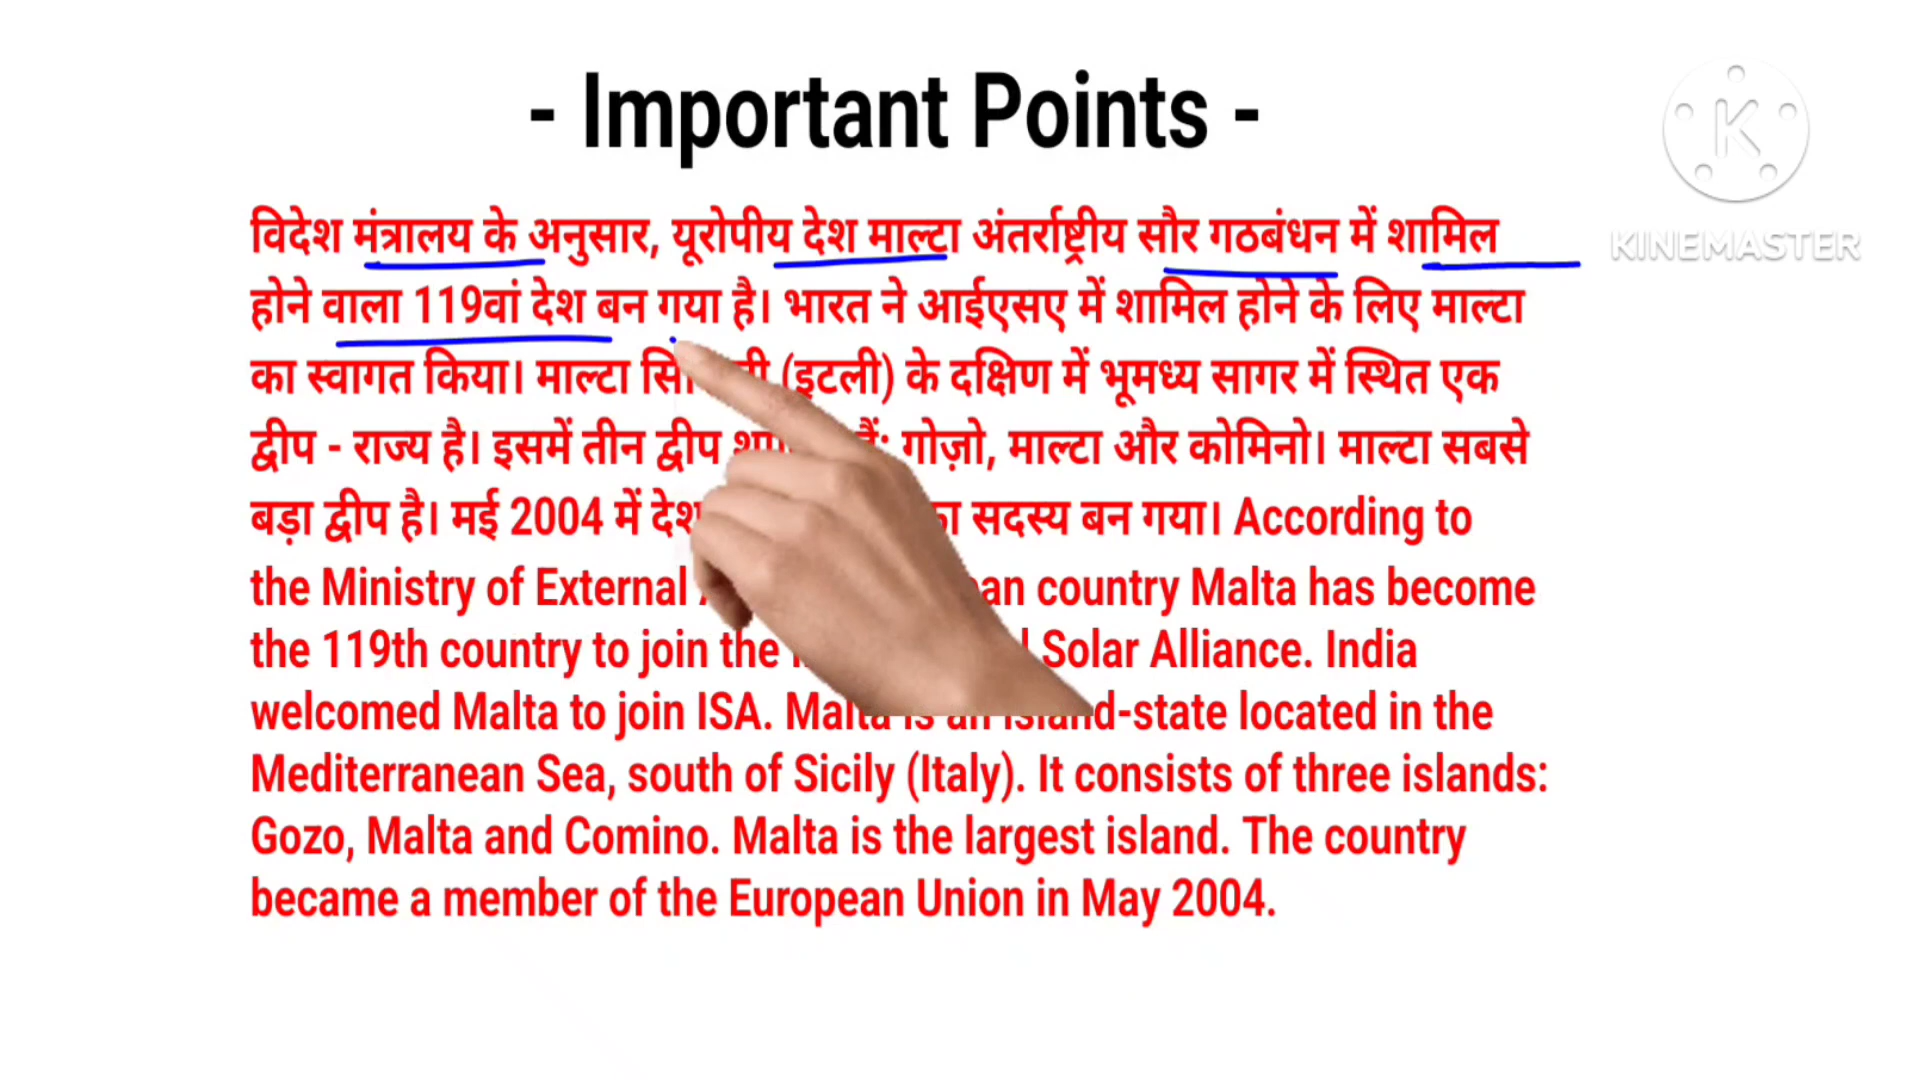 - Important Points -
K
KINEMASTER
विदेश मंत्रालय के अनुसार, यूरोपीय देश माल्टा अंतर्राष्ट्रीय सौर गठबंधन में शामिल
होने वाला 119वां देश बन गया है। भारत ने आईएसए में शामिल होने के लिए माल्टा
का स्वागत किया। माल्टा (इटली) के दक्षिण में भूमध्य सागर में स्थित एक
द्वीप - राज्य है। इसमें तीन द्वीप गोज़ो, माल्टा और कोमिनो। माल्टा सबसे
बड़ा द्वीप है। मई 2004 में देश सदस्य बन गया। According to
the Ministry of External country Malta has become
the 119th country to join the Solar Alliance. India
welcomed Malta to join ISA. Malta is an island-state located in the
Mediterranean Sea, south of Sicily (Italy). It consists of three islands:
Gozo, Malta and Comino. Malta is the largest island. The country
became a member of the European Union in May 2004.